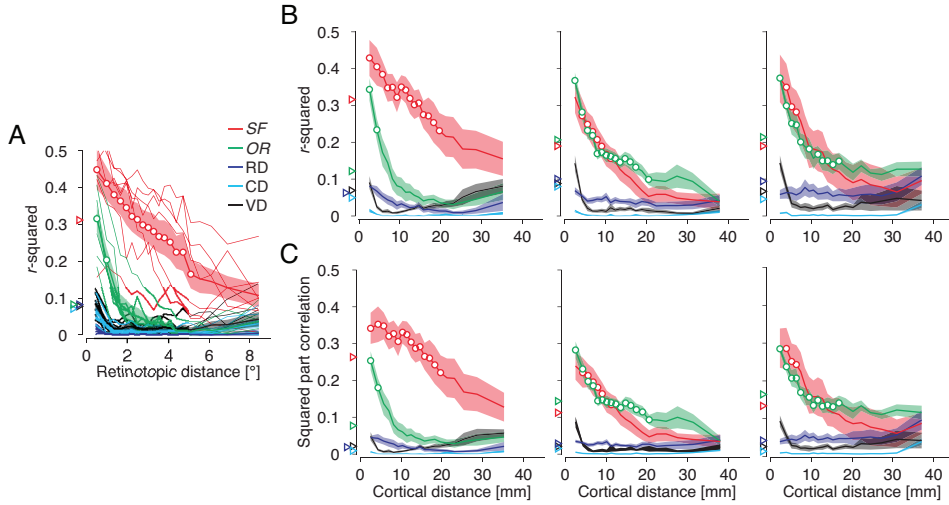 A
SF
OR
RD
CD
VD
r-squared
0.5
0.4
0.3
0.2
0.1
0
0 2 4 6 8
Retinotopic distance [°]
B
r-squared
0.5
0.4
0.3
0.2
0.1
0
0 10 20 30 40
0 10 20 30 40
0 10 20 30 40
C
Squared part correlation
0.5
0.4
0.3
0.2
0.1
0
0 10 20 30 40
0 10 20 30 40
0 10 20 30 40
Cortical distance [mm]
Cortical distance [mm]
Cortical distance [mm]